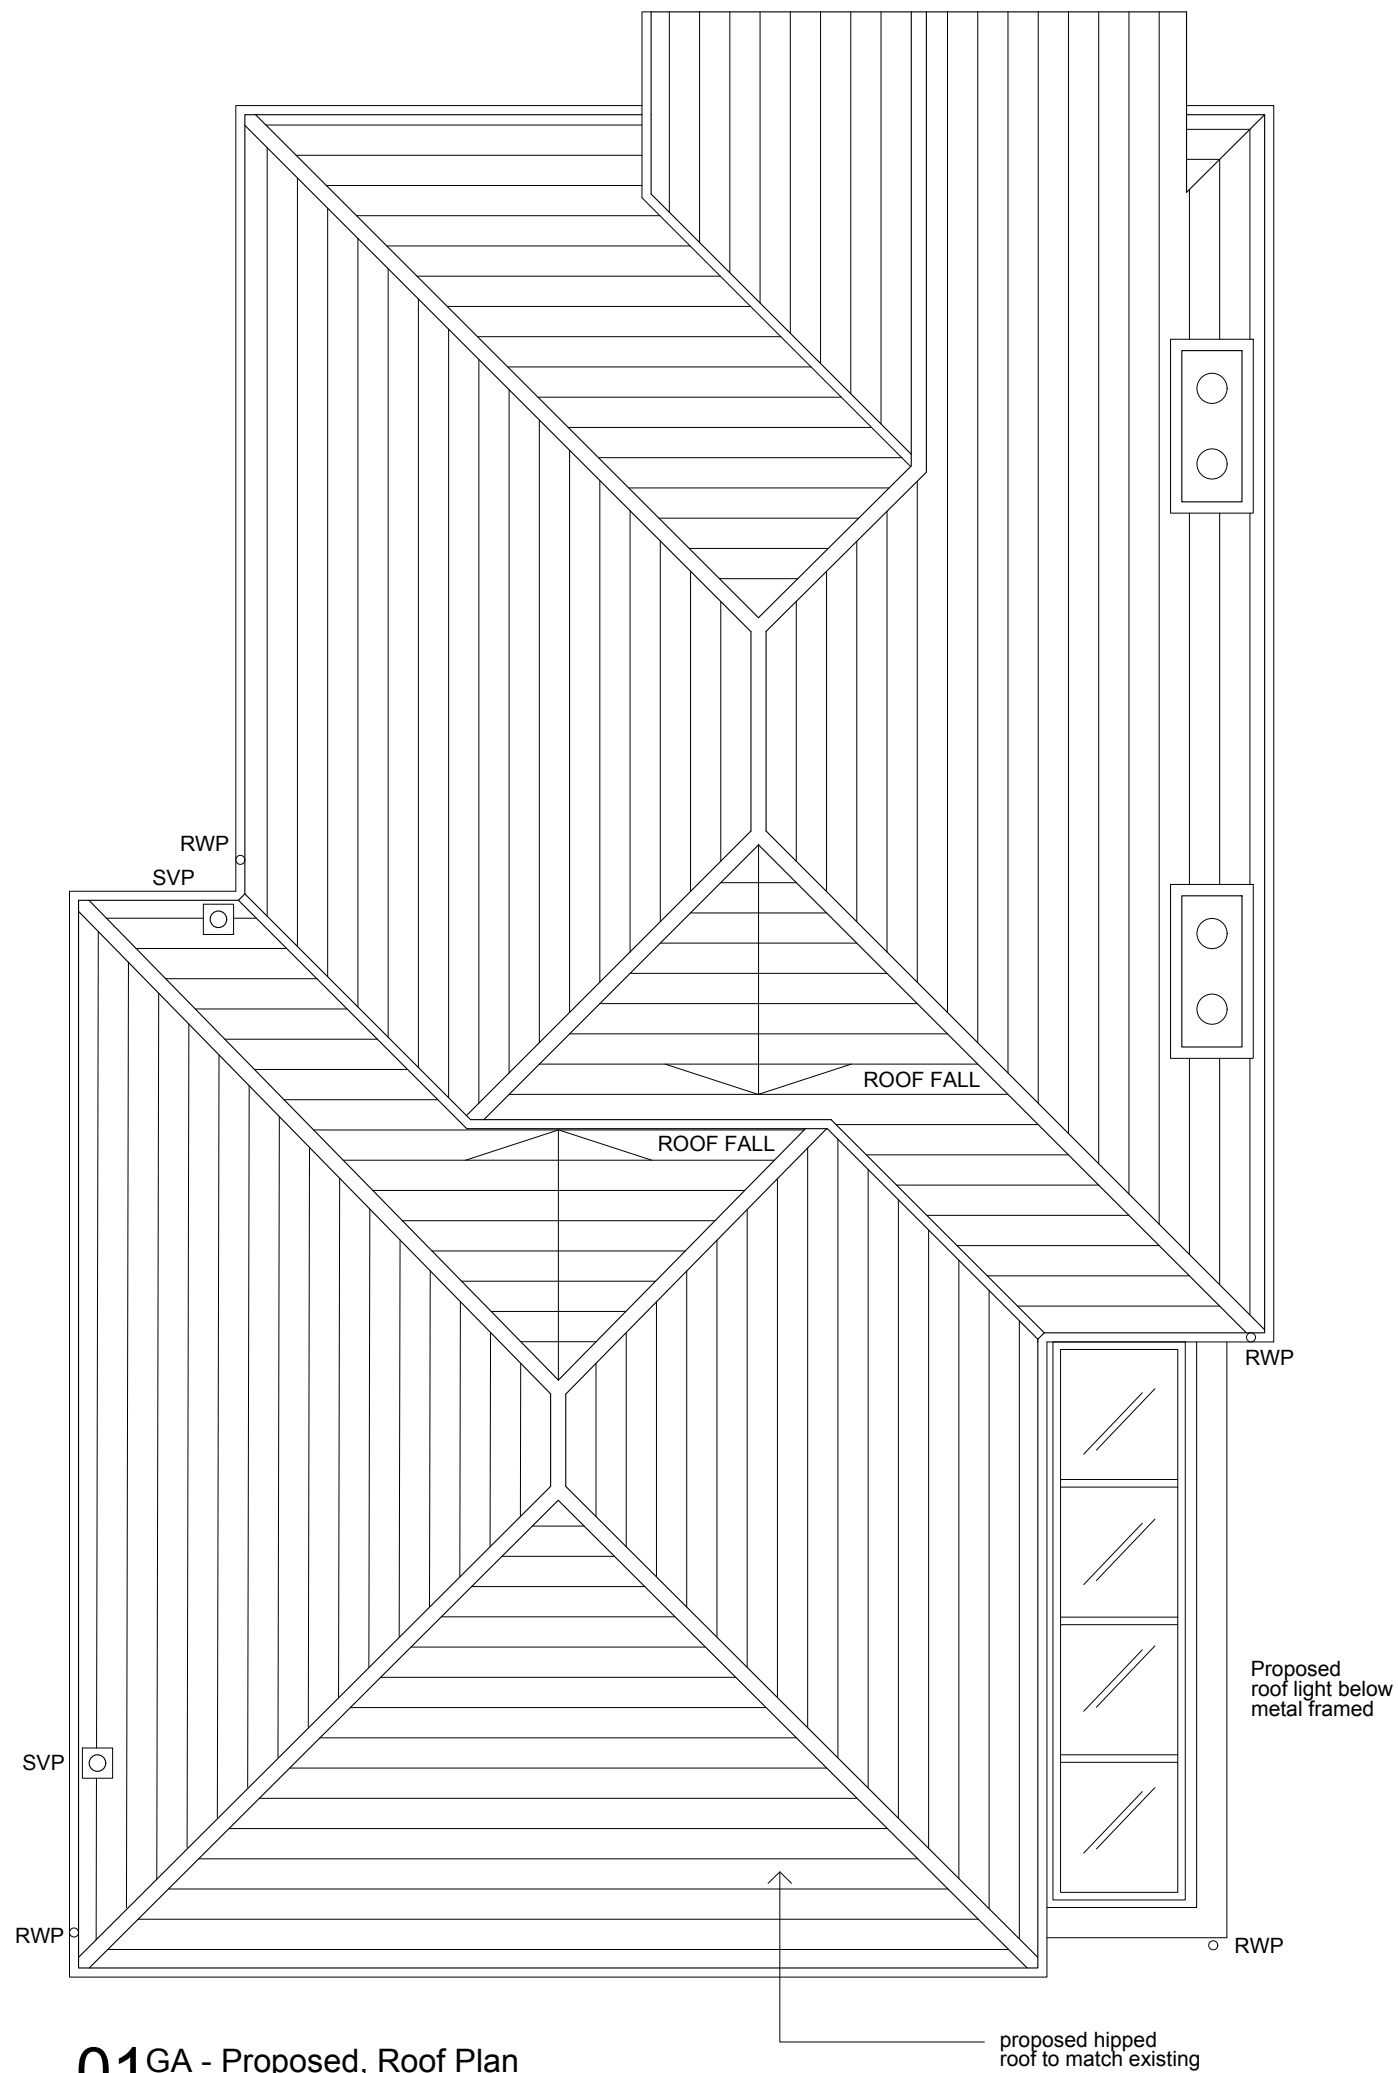 RWP
SVP
ROOF FALL
ROOF FALL
RWP
Proposed
roof light below
metal framed
SVP
RWP
RWP
proposed hipped
roof to match existing
01 GA - Proposed, Roof Plan